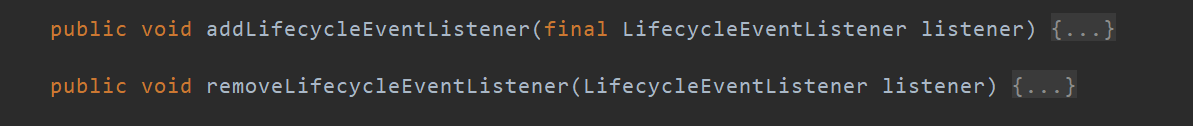 public void addLifecycleEventListener(final LifecycleEventListener listener) {...}
public void removeLifecycleEventListener(LifecycleEventListener listener) {...}